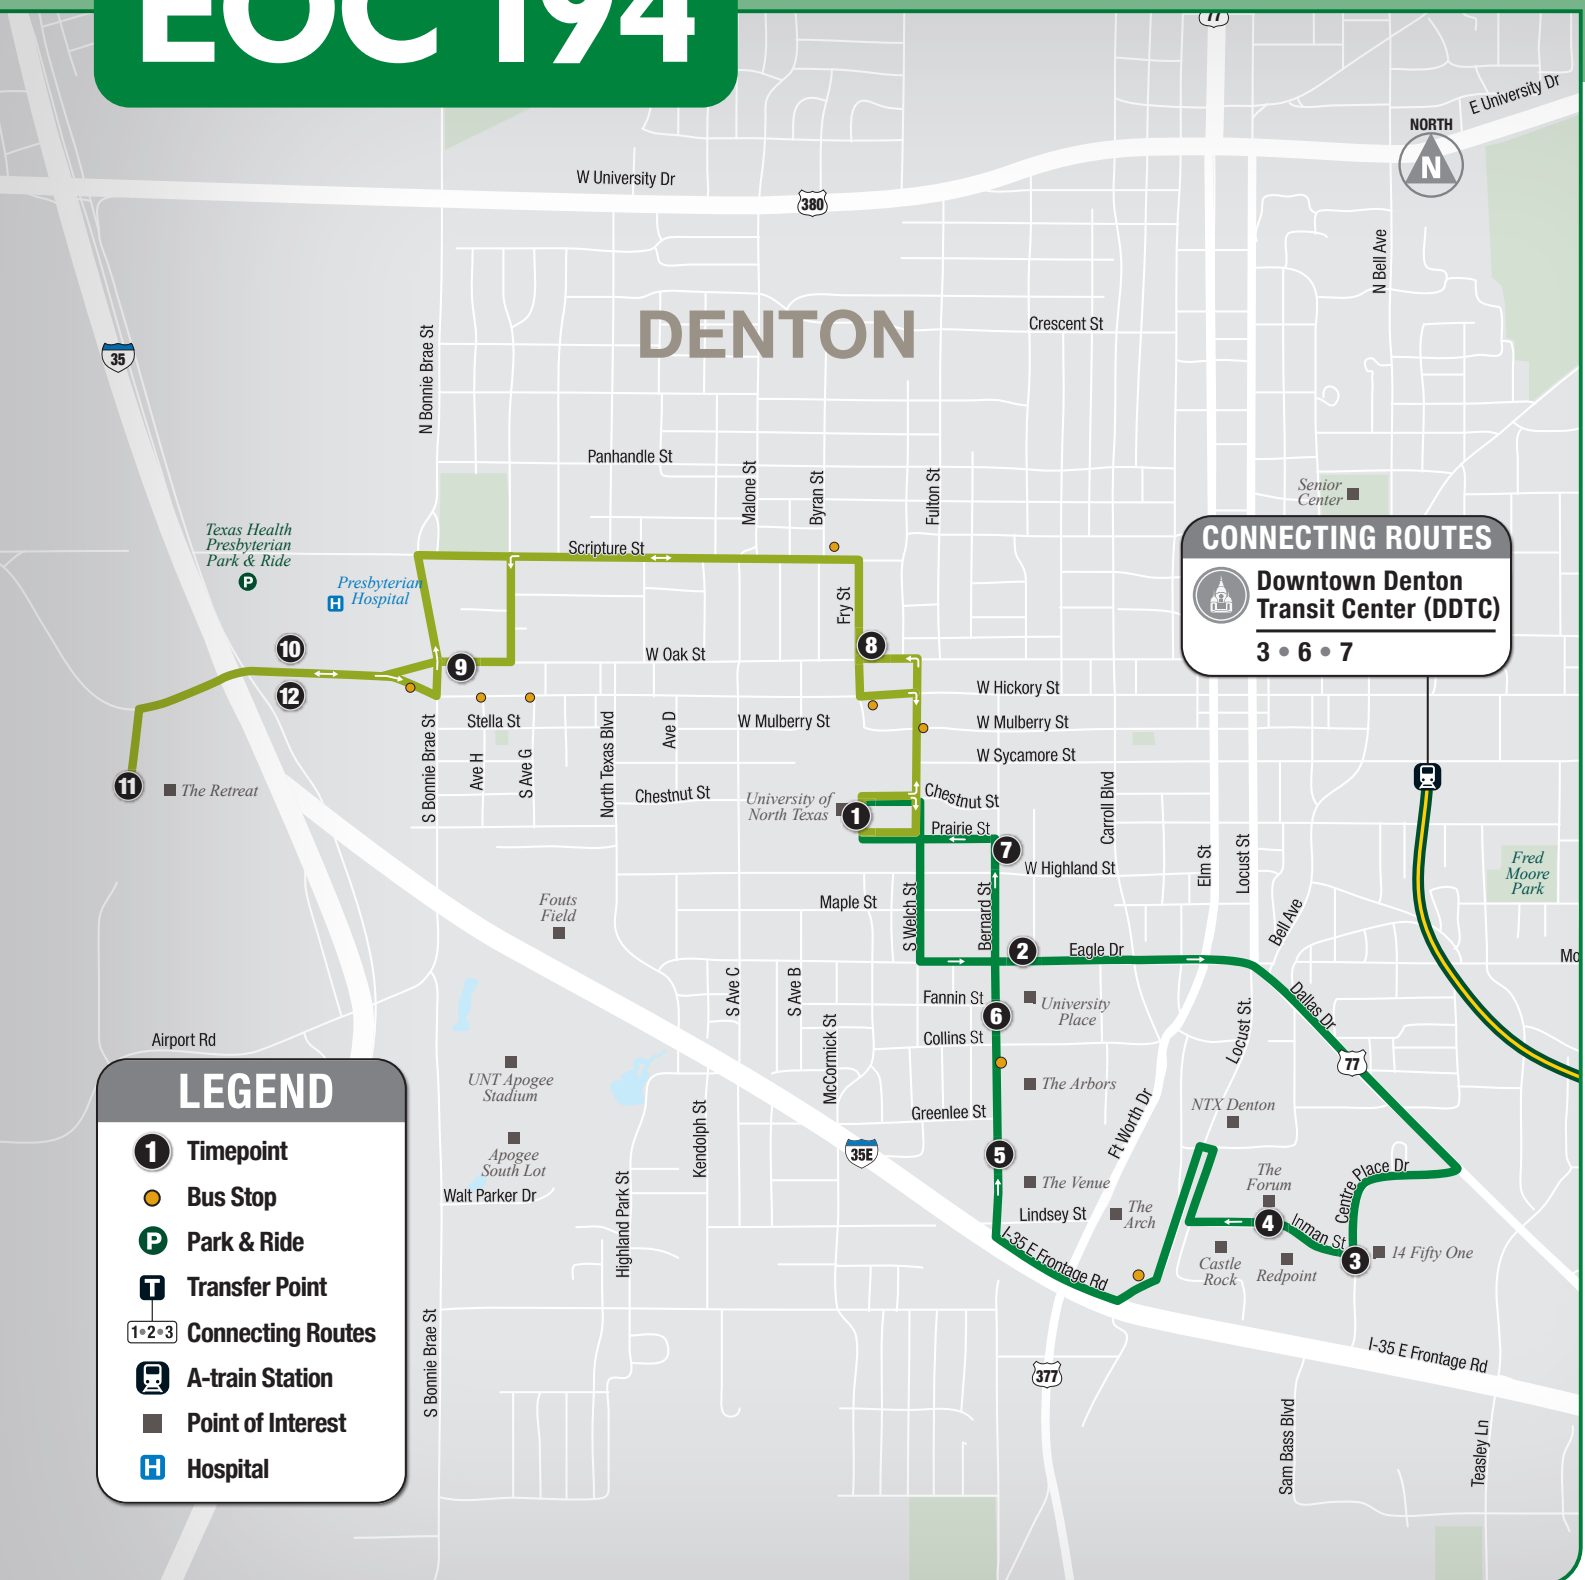 EOC 194
77
E University Dr
NORTH
N
W University Dr
380
N Bell Ave
DENTON
Crescent St
35
N Bonnie Brae St
Panhandle St
Malone St
Byran St
Fulton St
Senior
Center
CONNECTING ROUTES
Downtown Denton
Transit Center (DDTC)
3 • 6 • 7
Texas Health
Presbyterian
Park & Ride
P
Presbyterian
Hospital
H
Scripture St
Fry St
8
10
W Oak St
9
12
W Hickory St
Stella St
W Mulberry St
W Mulberry St
W Sycamore St
S Bonnie Brae St
Ave H
S Ave G
North Texas Blvd
Ave D
11
The Retreat
Chestnut St
University of
North Texas
1
Chestnut St
Prairie St
7
Carroll Blvd
W Highland St
Elm St
Locust St
Fred
Moore
Park
Fouts
Field
Maple St
S Welch St
Bernard St
Bell Ave
2
Eagle Dr
Mo
S Ave C
S Ave B
Fannin St
University
Place
Dallas Dr
6
McCormick St
Collins St
Locust St.
Airport Rd
77
UNT Apogee
Stadium
The Arbors
Greenlee St
NTX Denton
Kendolph St
Ft Worth Dr
35E
5
Apogee
South Lot
The Venue
The
Forum
Centre Place Dr
Walt Parker Dr
Highland Park St
Lindsey St
The
Arch
4
Inman St
I-35 E Frontage Rd
Castle
Rock
Redpoint
3
14 Fifty One
S Bonnie Brae St
377
I-35 E Frontage Rd
Sam Bass Blvd
Teasley Ln
LEGEND
1 Timepoint
Bus Stop
P Park & Ride
T Transfer Point
1•2•3 Connecting Routes
A-train Station
Point of Interest
H Hospital